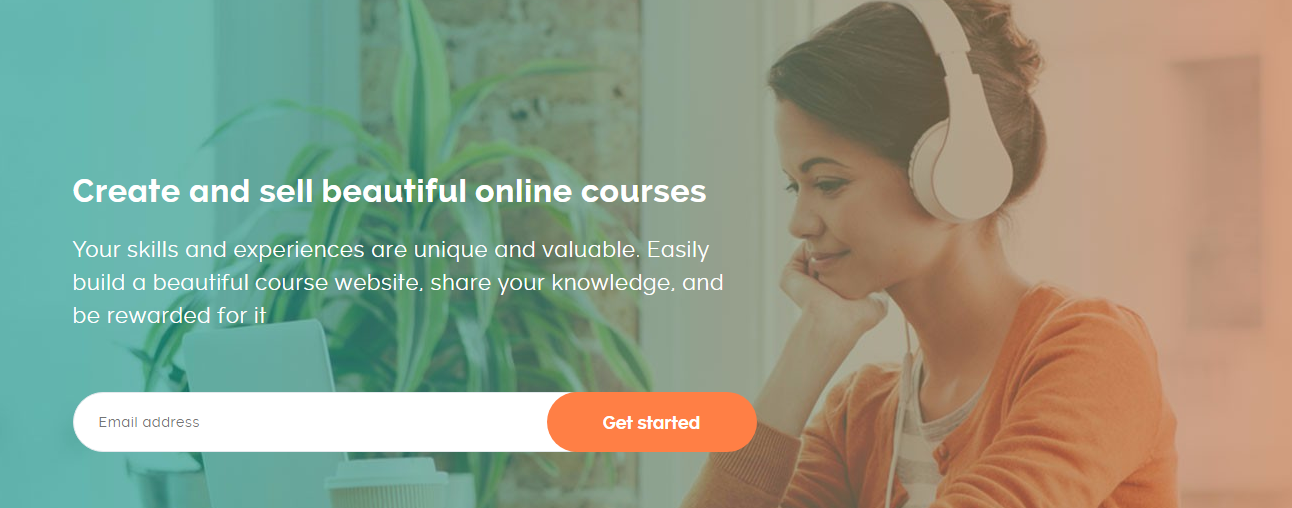 Create and sell beautiful online courses
Your skills and experiences are unique and valuable. Easily
build a beautiful course website, share your knowledge, and
be rewarded for it
Email address
Get started